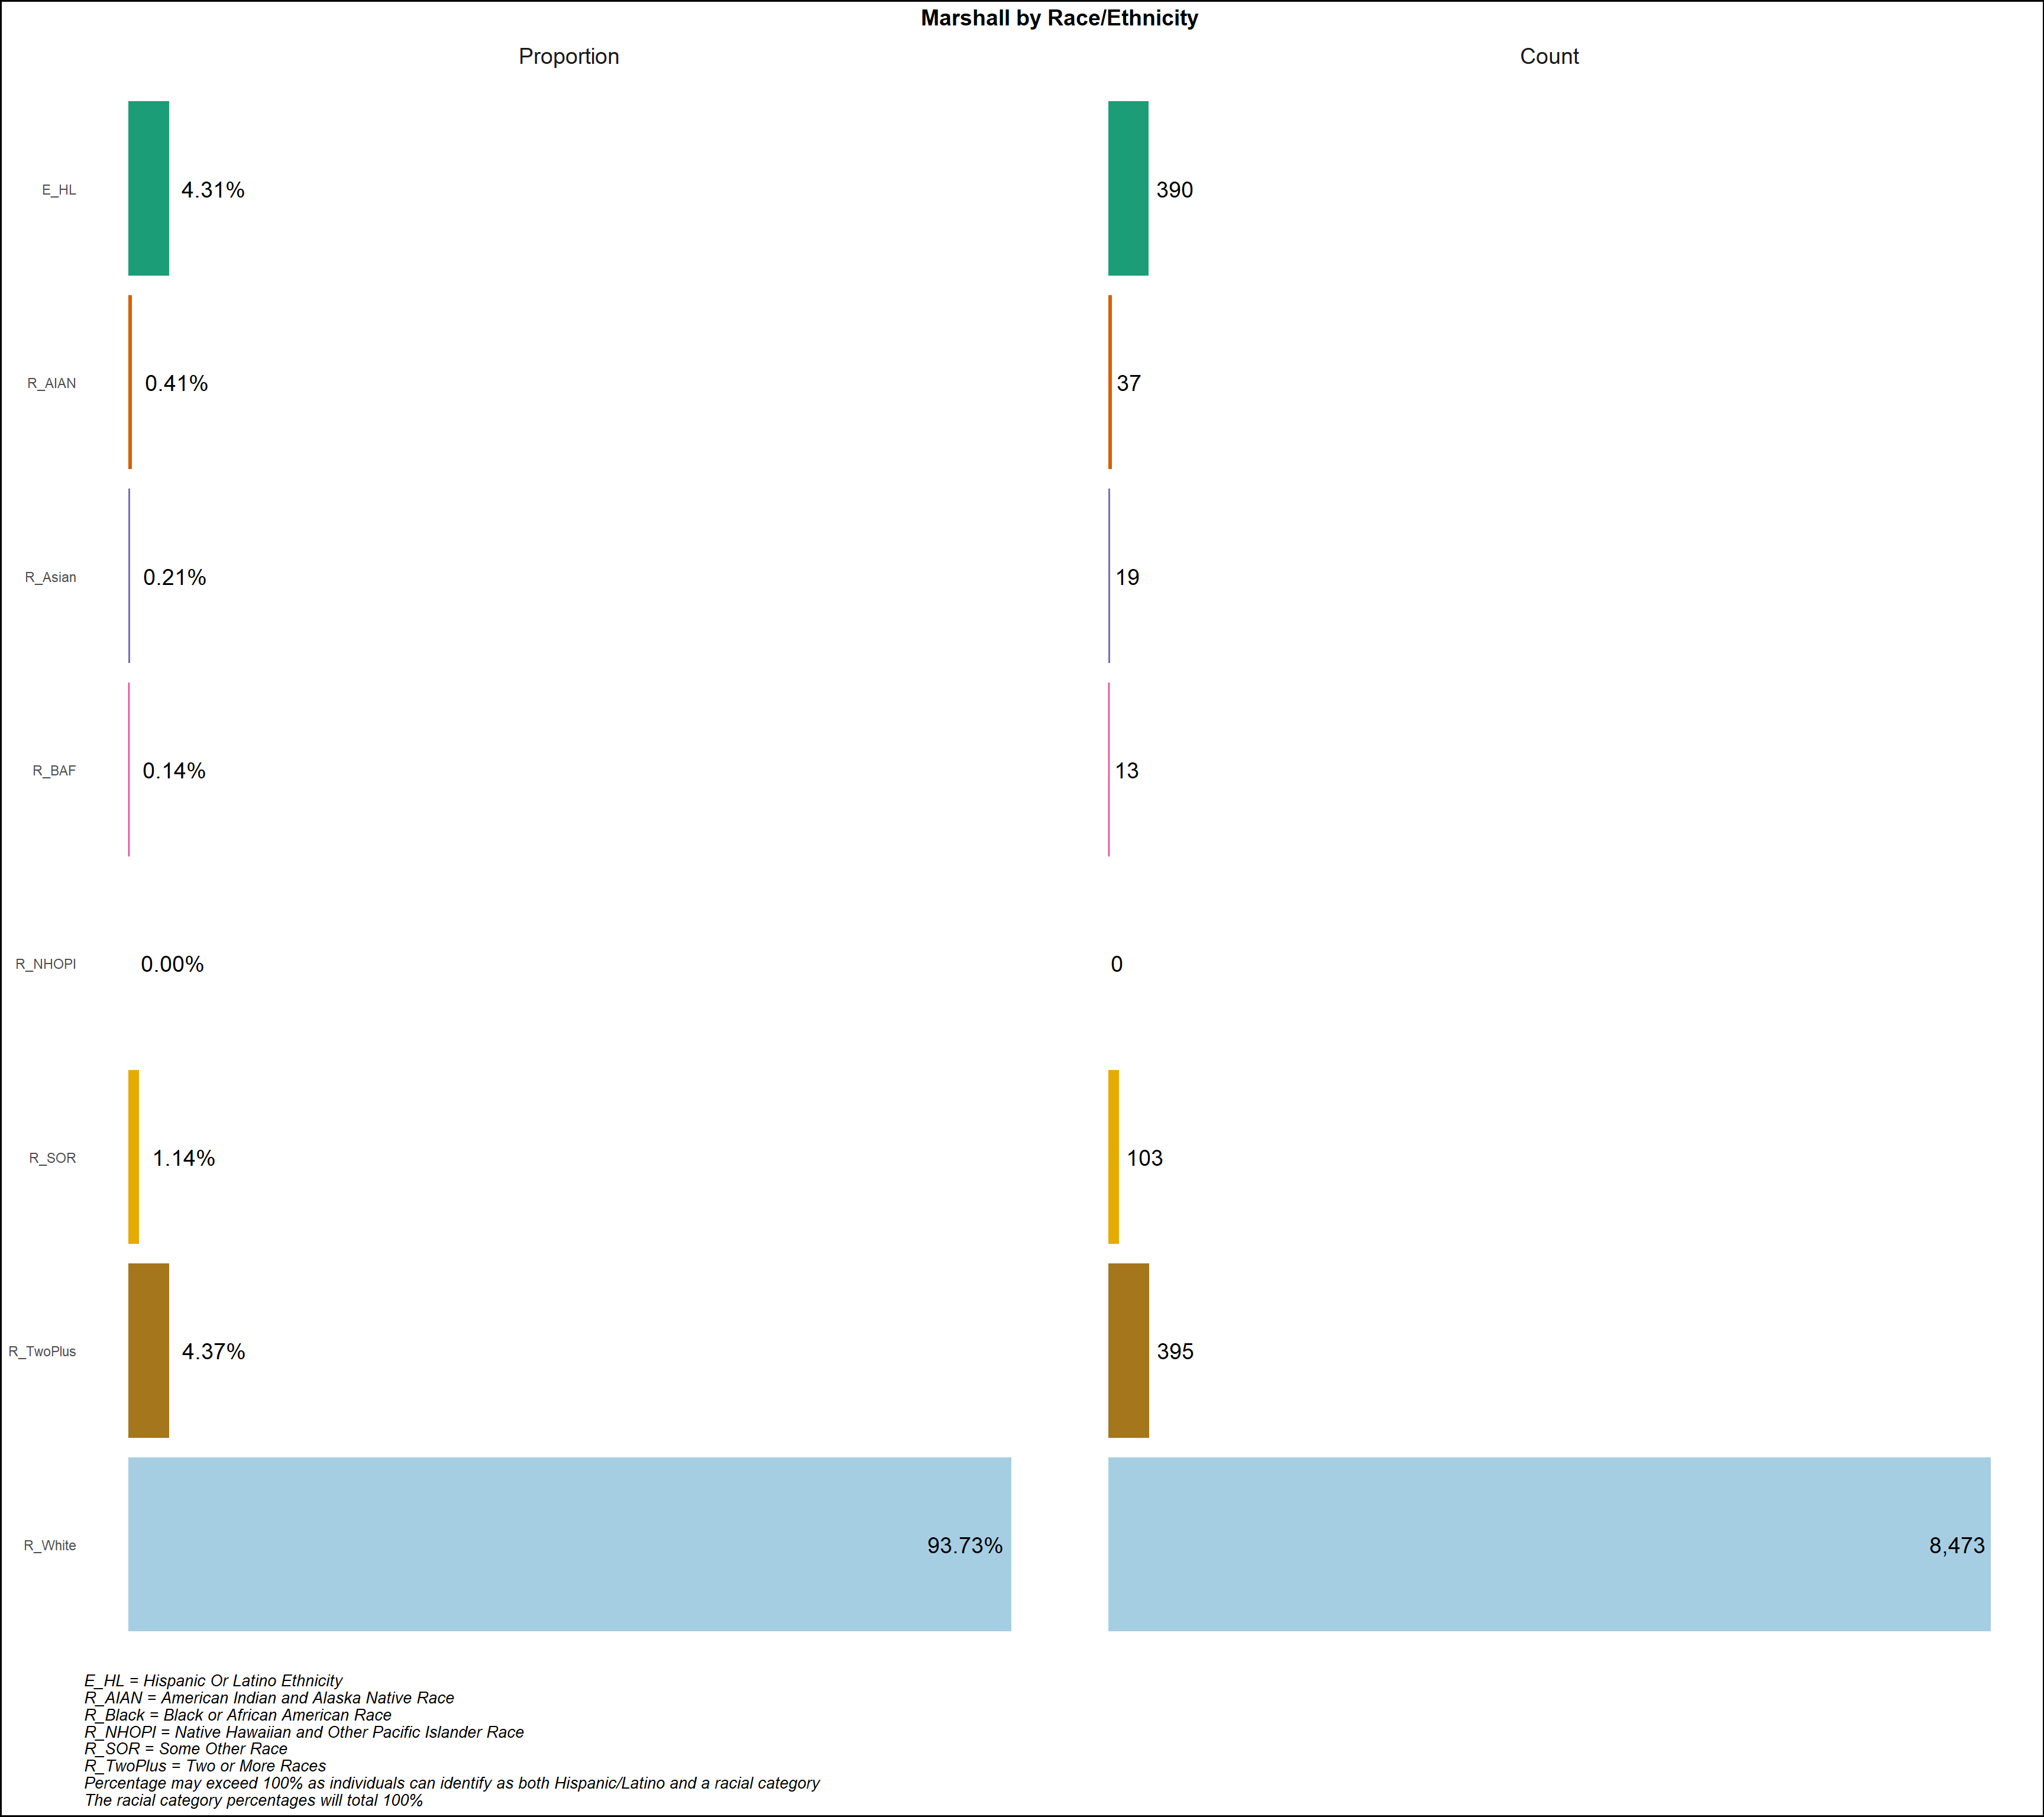 Marshall by Race/Ethnicity
Proportion Count
E_HL 4.31% 390
R_AIAN 0.41% 37
R_Asian 0.21% 19
R_BAF 0.14% 13
R_NHOPI 0.00% 0
R_SOR 1.14% 103
R_TwoPlus 4.37% 395
R_White 93.73% 8,473
E_HL = Hispanic Or Latino Ethnicity
R_AIAN = American Indian and Alaska Native Race
R_Black = Black or African American Race
R_NHOPI = Native Hawaiian and Other Pacific Islander Race
R_SOR = Some Other Race
R_TwoPlus = Two or More Races
Percentage may exceed 100% as individuals can identify as both Hispanic/Latino and a racial category
The racial category percentages will total 100%